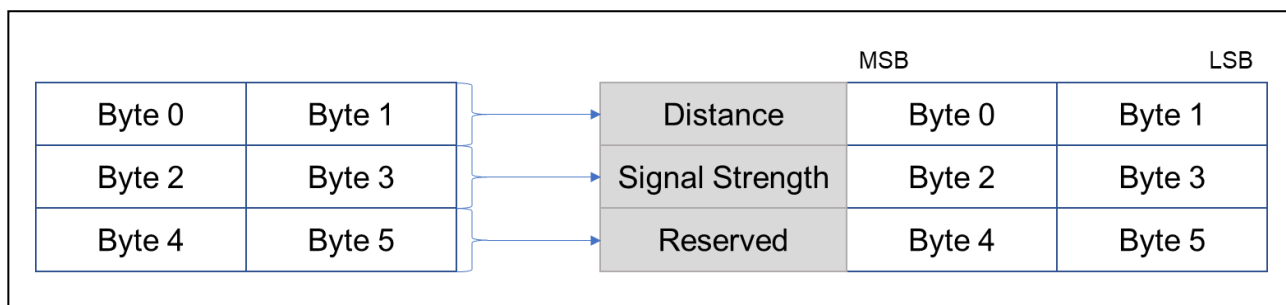 MSB LSB
Byte 0 Byte 1 Distance Byte 0 Byte 1
Byte 2 Byte 3 Signal Strength Byte 2 Byte 3
Byte 4 Byte 5 Reserved Byte 4 Byte 5